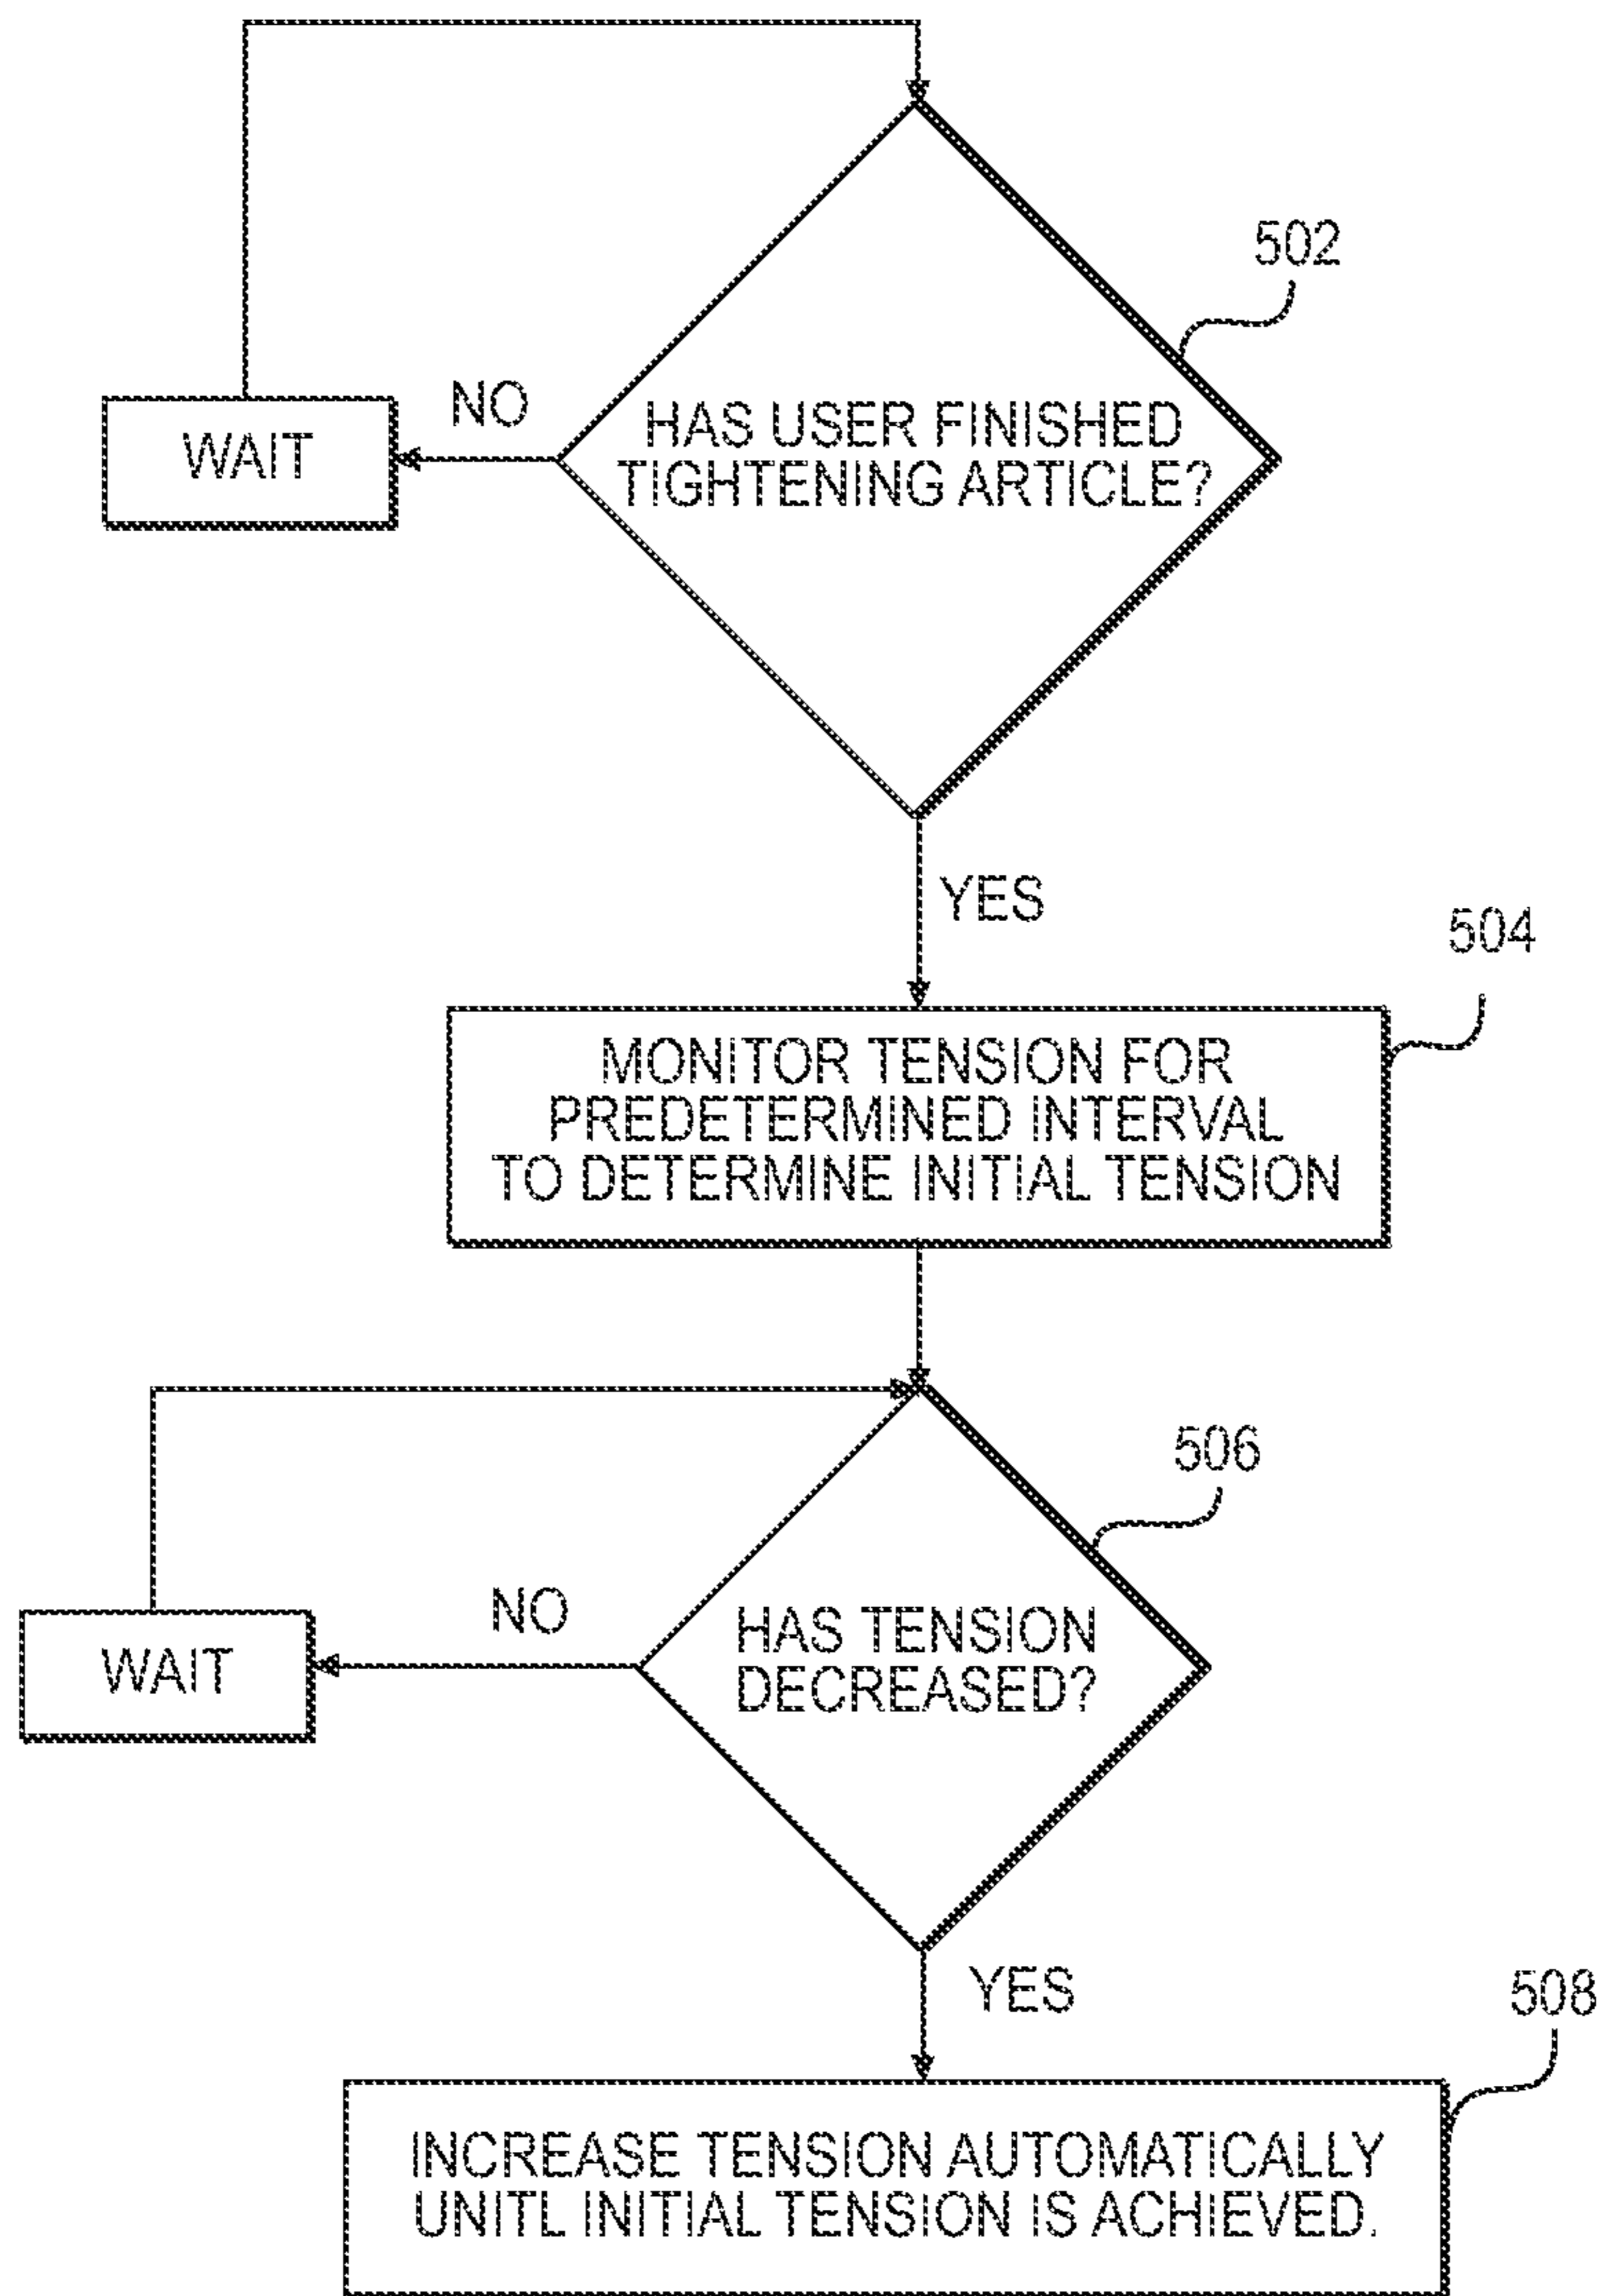 502
HAS USER FINISHED
TIGHTENING ARTICLE?
NO
WAIT
YES
504
MONITOR TENSION FOR
PREDETERMINED INTERVAL
TO DETERMINE INITIAL TENSION
506
HAS TENSION
DECREASED?
NO
WAIT
YES
508
INCREASE TENSION AUTOMATICALLY
UNITL INITIAL TENSION IS ACHIEVED.